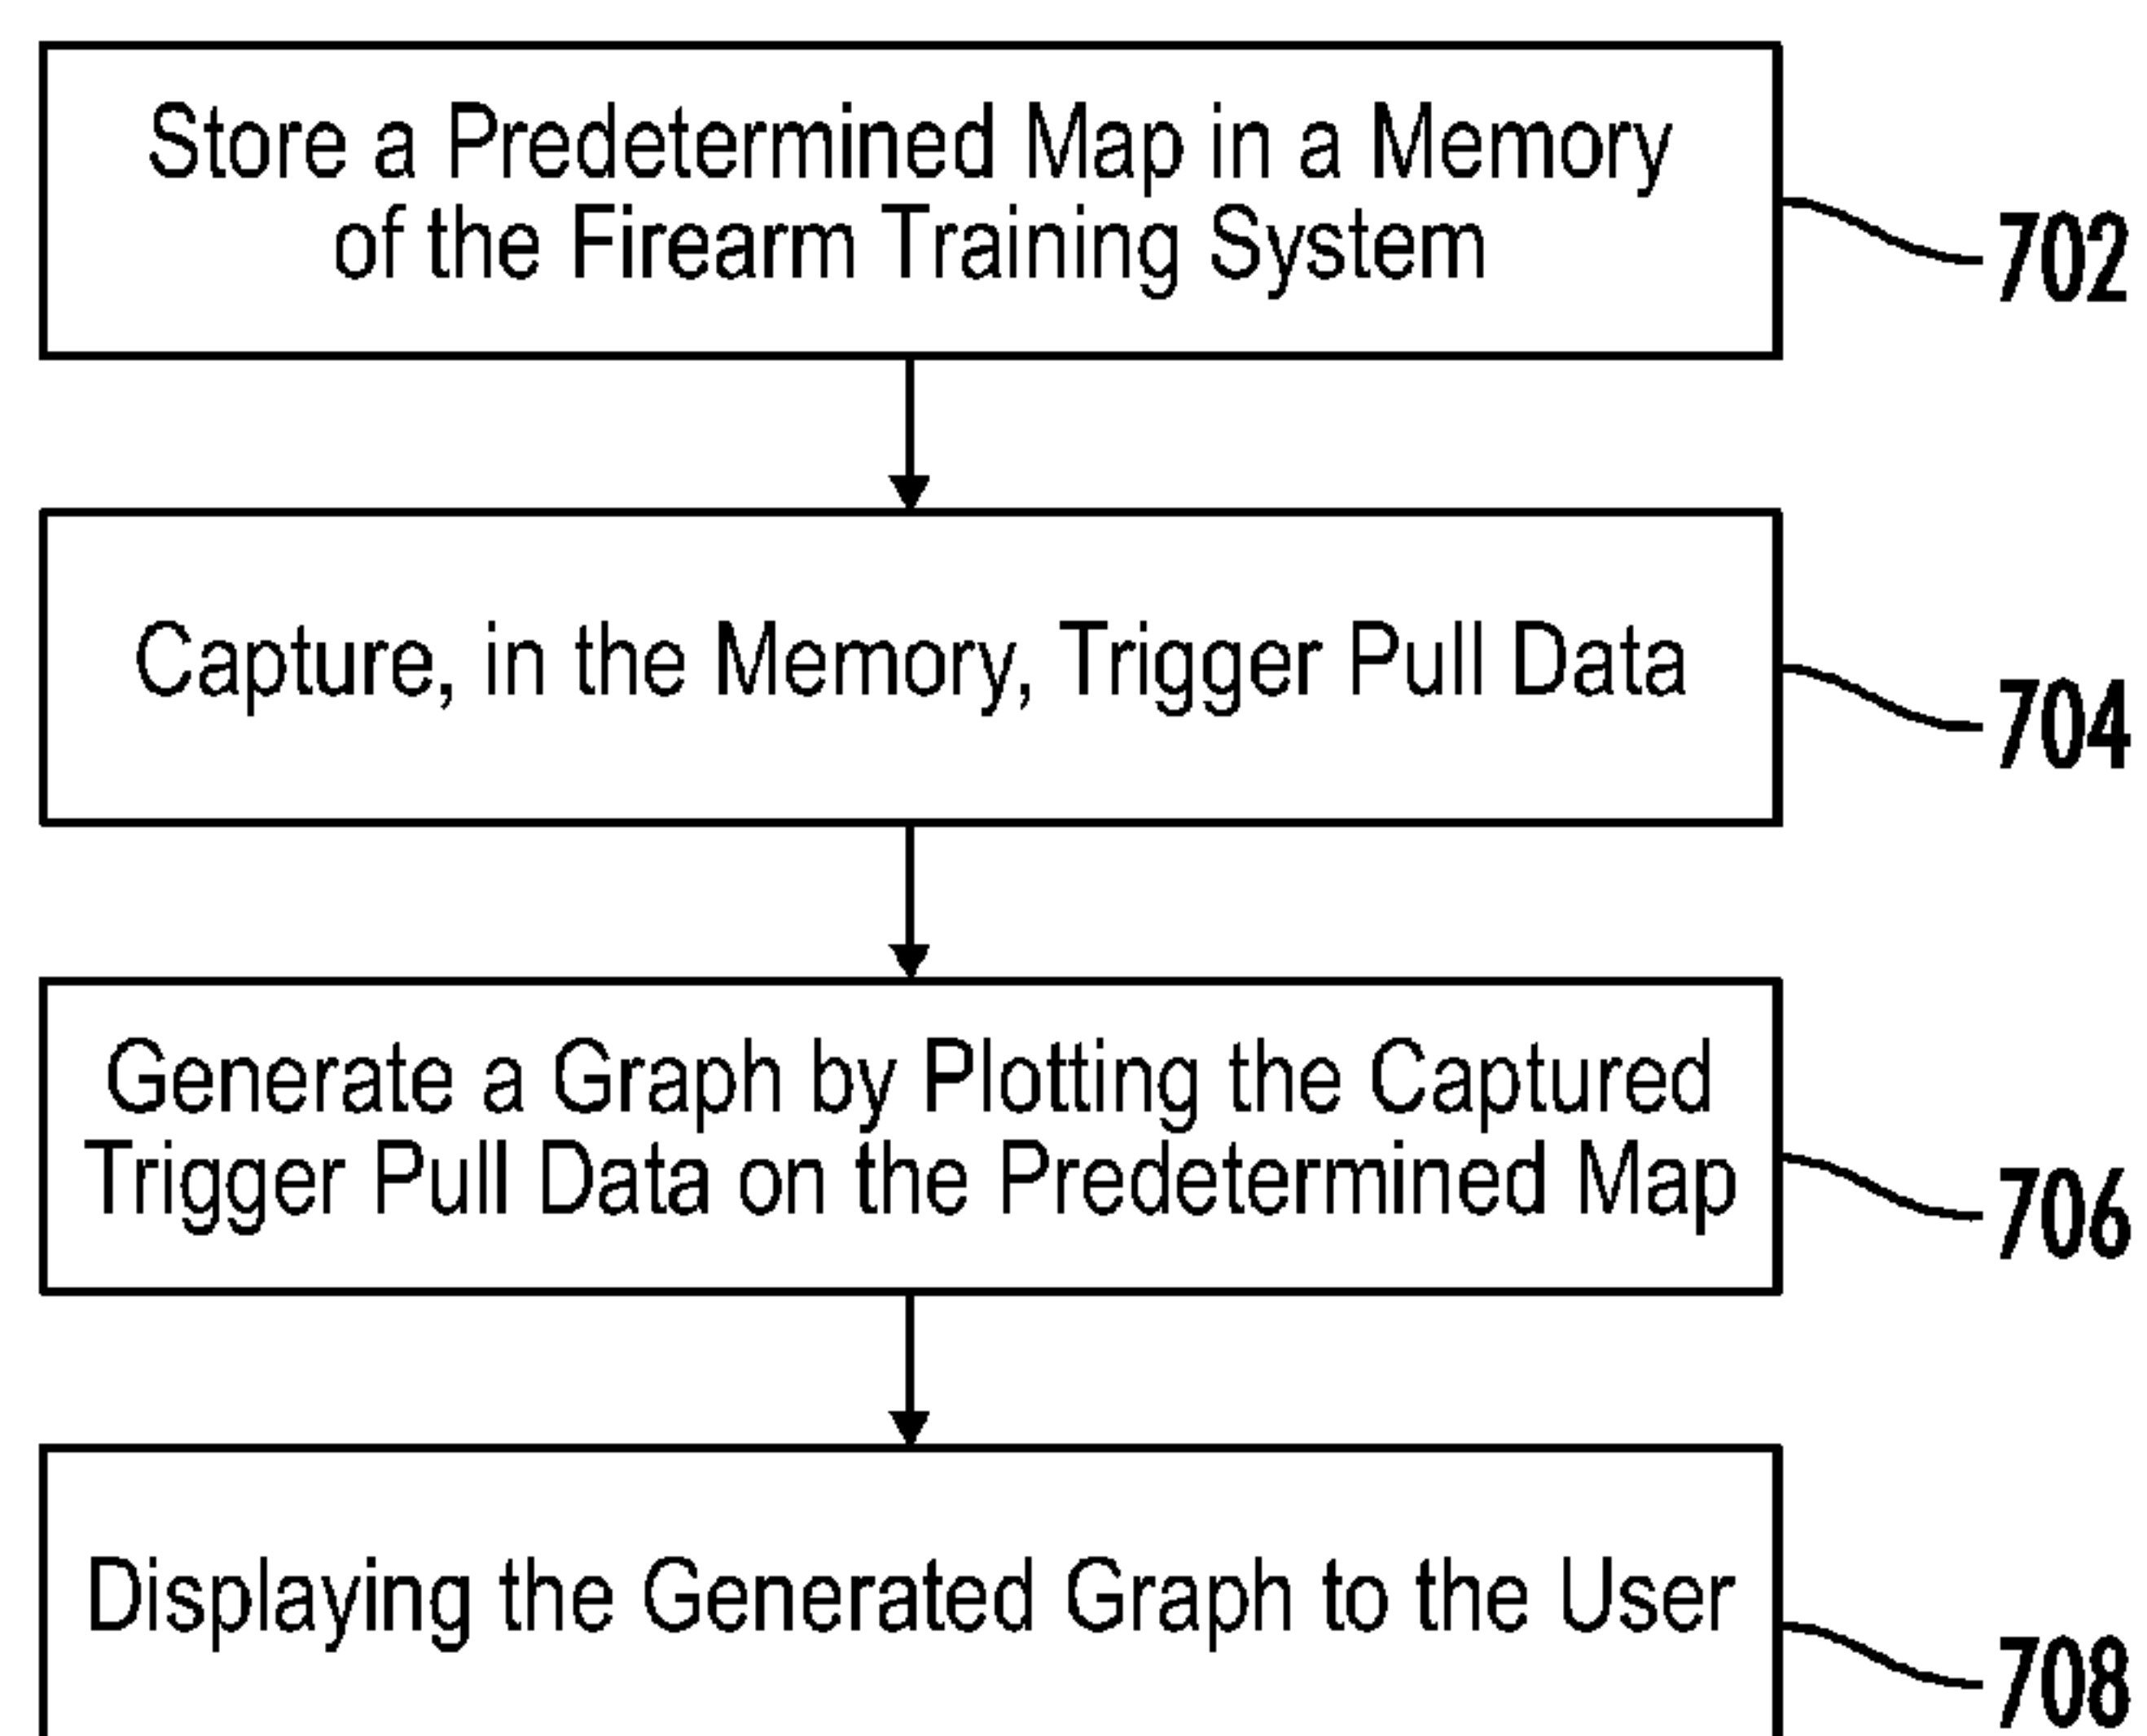 Store a Predetermined Map in a Memory
of the Firearm Training System
702
Capture, in the Memory, Trigger Pull Data
704
Generate a Graph by Plotting the Captured
Trigger Pull Data on the Predetermined Map
706
Displaying the Generated Graph to the User
708